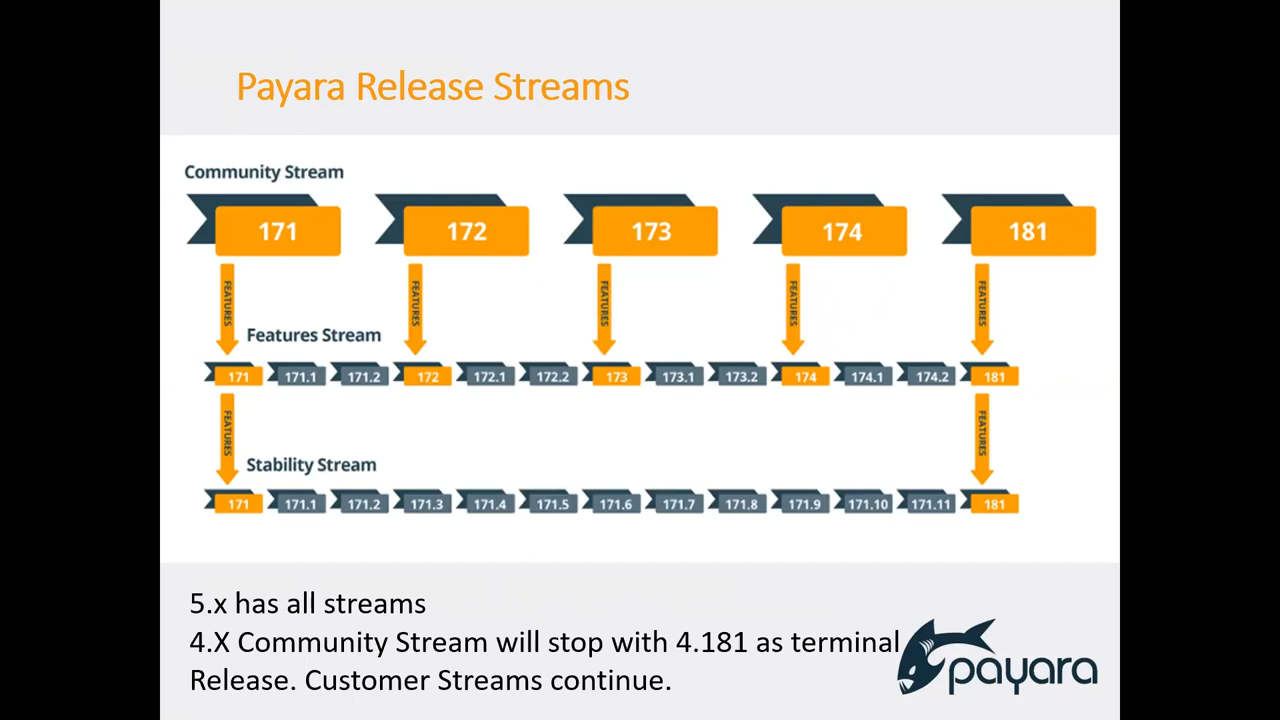 Payara Release Streams
Community Stream
171 172 173 174 181
FEATURES FEATURES FEATURES FEATURES FEATURES
Features Stream
171 171.1 171.2 172 172.1 172.2 173 173.1 173.2 174 174.1 174.2 181
FEATURES FEATURES
Stability Stream
171 171.1 171.2 171.3 171.4 171.5 171.6 171.7 171.8 171.9 171.10 171.11 181
5.x has all streams
4.X Community Stream will stop with 4.181 as terminal
Release. Customer Streams continue.
payara